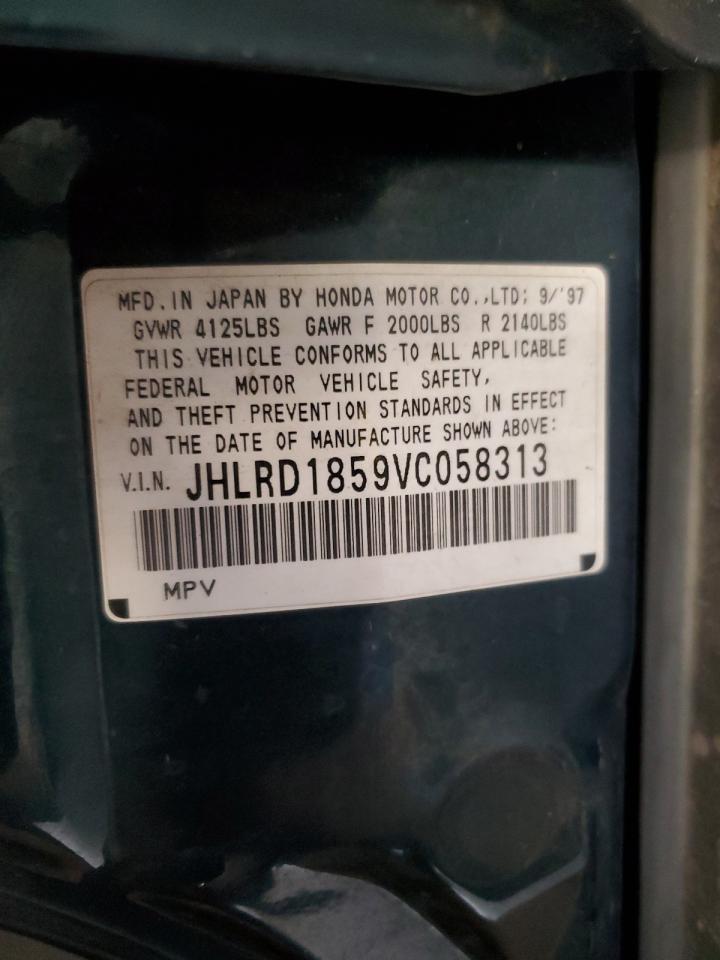 MFD. IN JAPAN BY HONDA MOTOR CO.,LTD; 9/'97
GVWR 4125LBS GAWR F 2000LBS R 2140LBS
THIS VEHICLE CONFORMS TO ALL APPLICABLE
FEDERAL MOTOR VEHICLE SAFETY,
AND THEFT PREVENTION STANDARDS IN EFFECT
ON THE DATE OF MANUFACTURE SHOWN ABOVE:
V.I.N. JHLRD1859VC058313
MPV